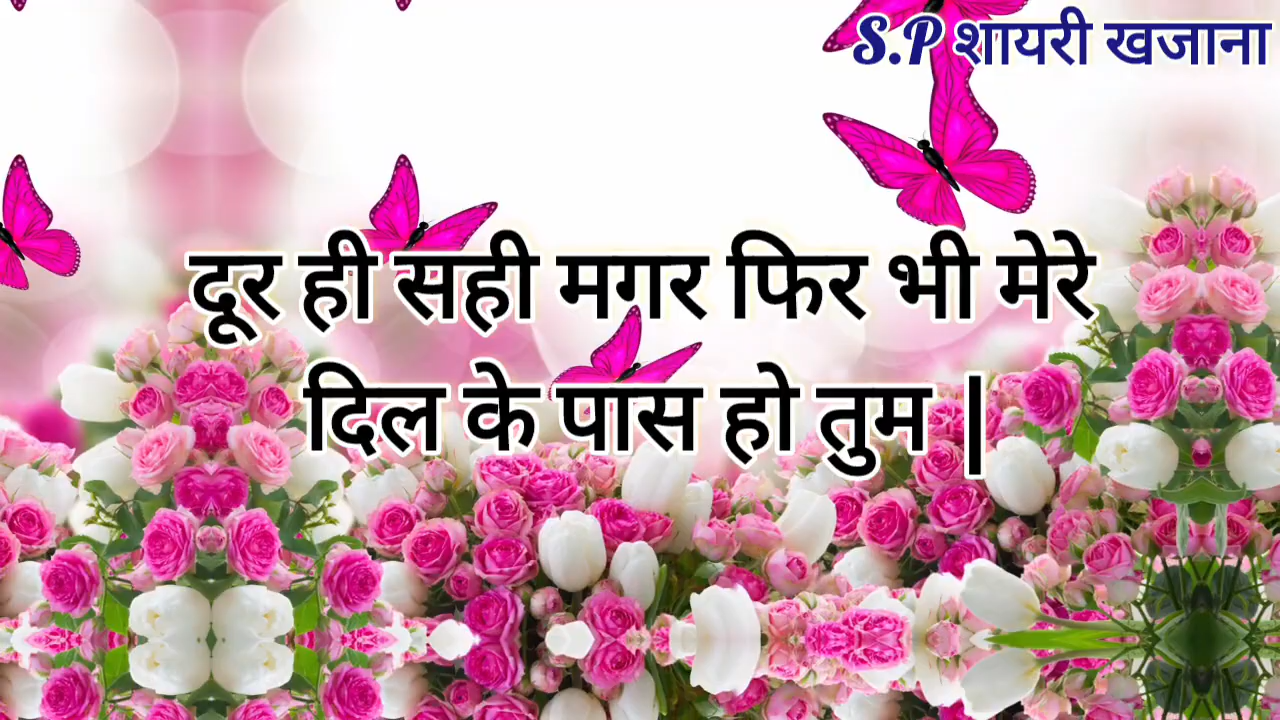 S.P शायरी खजाना
दूर ही सही मगर फिर भी मेरे
दिल के पास हो तुम |